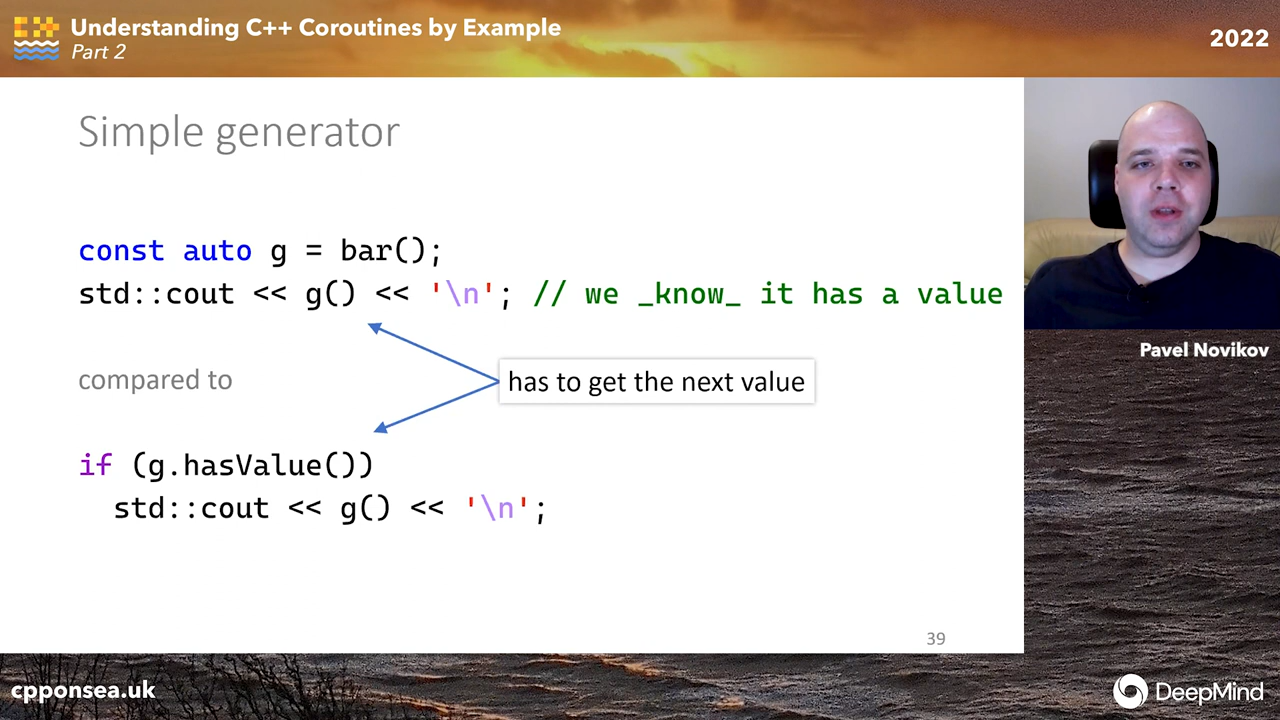 Understanding C++ Coroutines by Example
Part 2
2022
Simple generator
const auto g = bar();
std::cout << g() << '\n'; // we _know_ it has a value
compared to
has to get the next value
if (g.hasValue())
std::cout << g() << '\n';
39
Pavel Novikov
cpponsea.uk
DeepMind